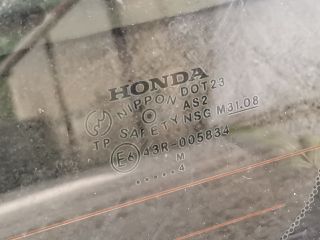 HONDA
NIPPON DOT23
AS2
TP SAFETY NSG M31.08
E6 43R-005834
M
.....4